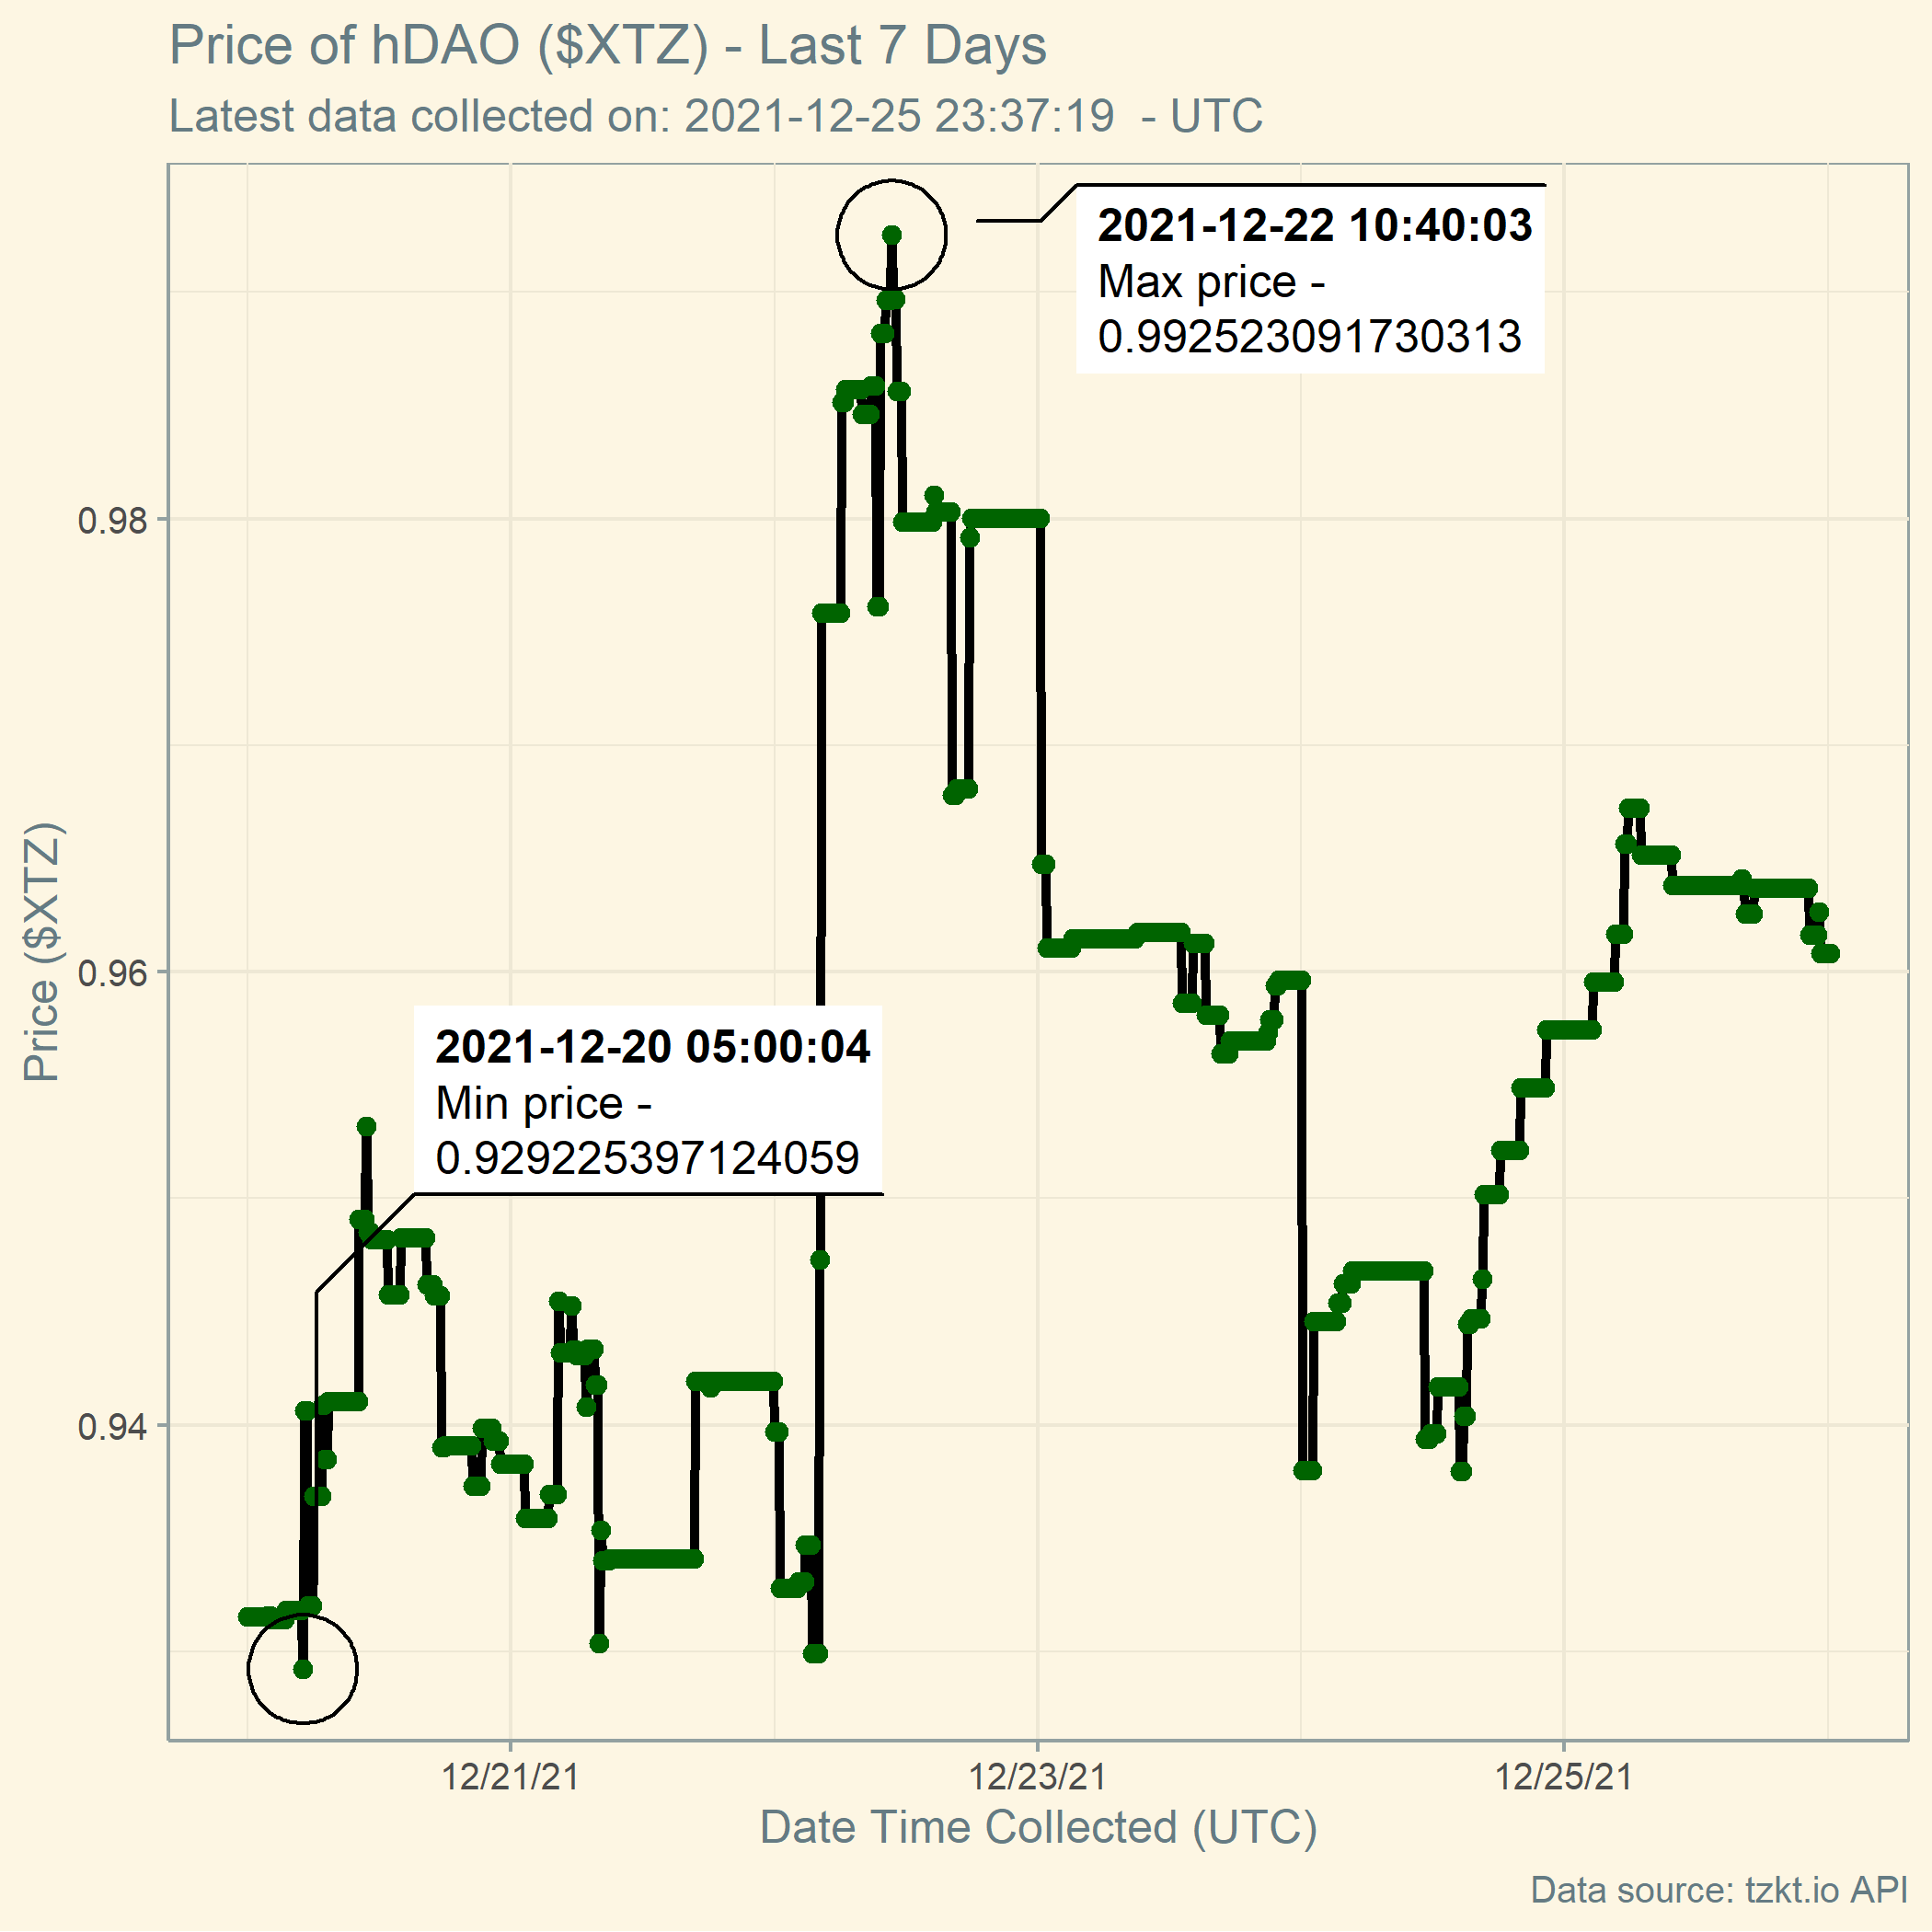 Price of hDAO ($XTZ) - Last 7 Days
Latest data collected on: 2021-12-25 23:37:19  - UTC
2021-12-22 10:40:03
Max price -
0.992523091730313
0.98
0.96
0.94
Price ($XTZ)
2021-12-20 05:00:04
Min price -
0.929225397124059
12/21/21
12/23/21
12/25/21
Date Time Collected (UTC)
Data source: tzkt.io API